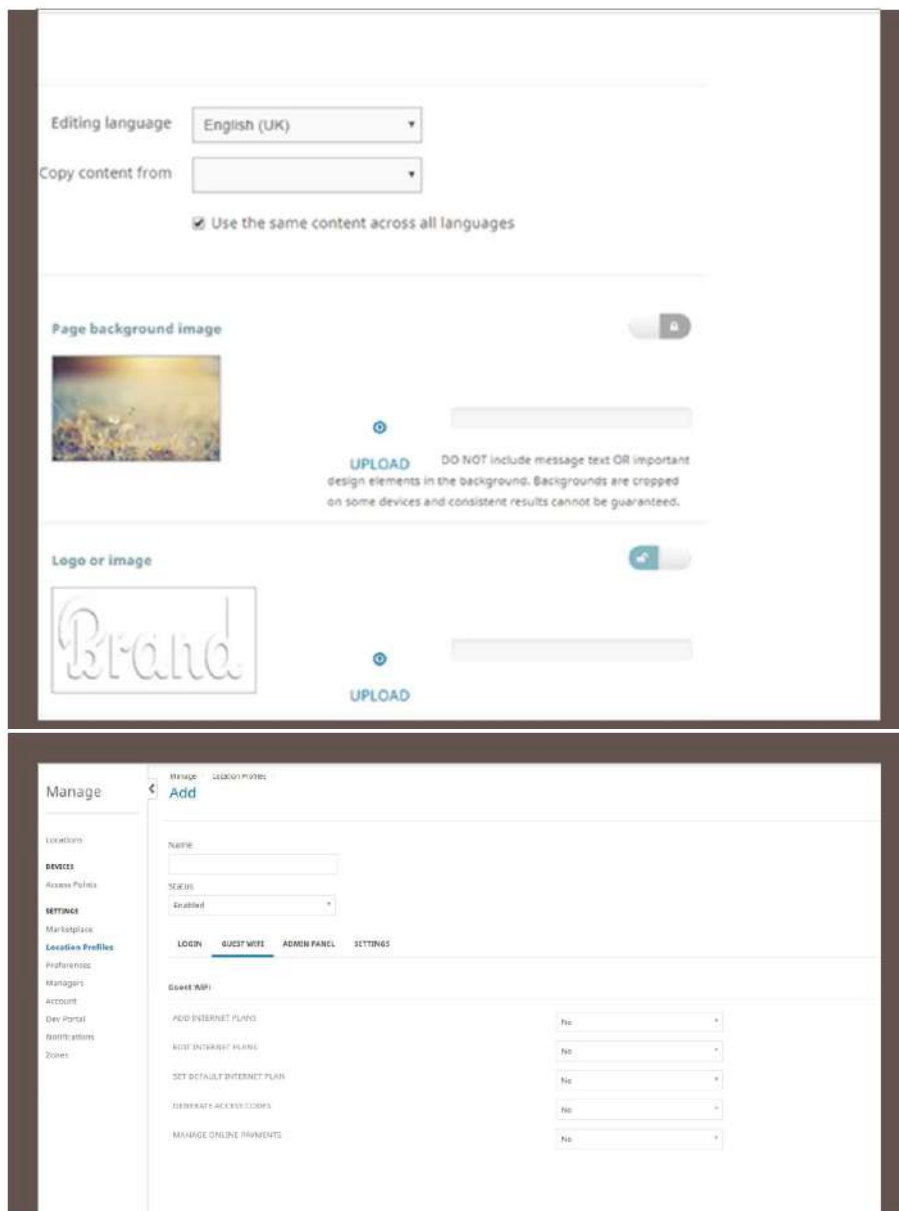 Editing language English (UK)
Copy content from
Use the same content across all languages
Page background image
UPLOAD DO NOT include message text OR important
design elements in the background. Backgrounds are cropped
on some devices and consistent results cannot be guaranteed.
Logo or image
Brand
UPLOAD
Manage Location Profiles
Manage Add
Locations
Name
DEVICES
Access Points
Status
Enabled
SETTINGS
Marketplace
LOGIN GUEST WIFI ADMIN PANEL SETTINGS
Location Profiles
Preferences
Managers
Guest WiFi
Account
Dev Portal
ADD INTERNET PLANS No
Notifications
EDIT INTERNET PLANS No
Zones
SET DEFAULT INTERNET PLAN No
GENERATE ACCESS CODES No
MANAGE ONLINE PAYMENTS No